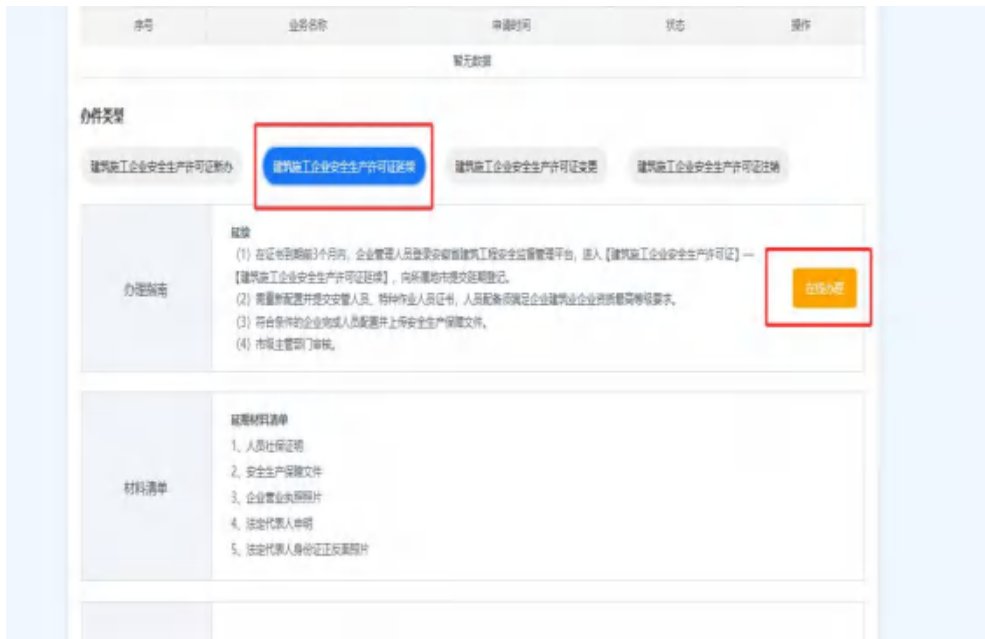 序号 业务名称 申请时间 状态 操作
暂无数据
办件类型
建筑施工企业安全生产许可证新办 建筑施工企业安全生产许可证延续 建筑施工企业安全生产许可证变更 建筑施工企业安全生产许可证注销
办理指南
延续
(1) 在证书到期前3个月内，企业管理人员登录安徽省建筑工程安全监督管理平台，进入【建筑施工企业安全生产许可证】—
【建筑施工企业安全生产许可证延续】，向所属地市提交延期登记。
(2) 需重新配置并提交安管人员、特种作业人员证书，人员配备须满足企业建筑业企业资质最高等级要求。
(3) 符合条件的企业完成人员配置并上传安全生产保障文件。
(4) 市级主管部门审核。
在线办理
材料清单
延期材料清单
1、人员社保证明
2、安全生产保障文件
3、企业营业执照照片
4、法定代表人申明
5、法定代表人身份证正反面照片